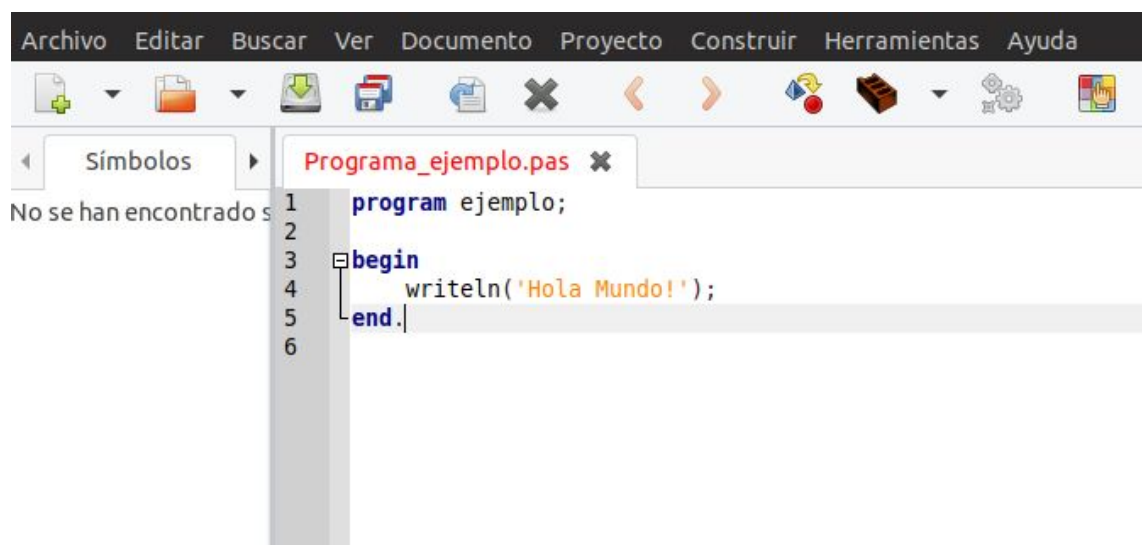 Archivo Editar Buscar Ver Documento Proyecto Construir Herramientas Ayuda
Símbolos
Programa_ejemplo.pas
No se han encontrado s
1 program ejemplo;
2
3 begin
4 writeln('Hola Mundo!');
5 end.
6